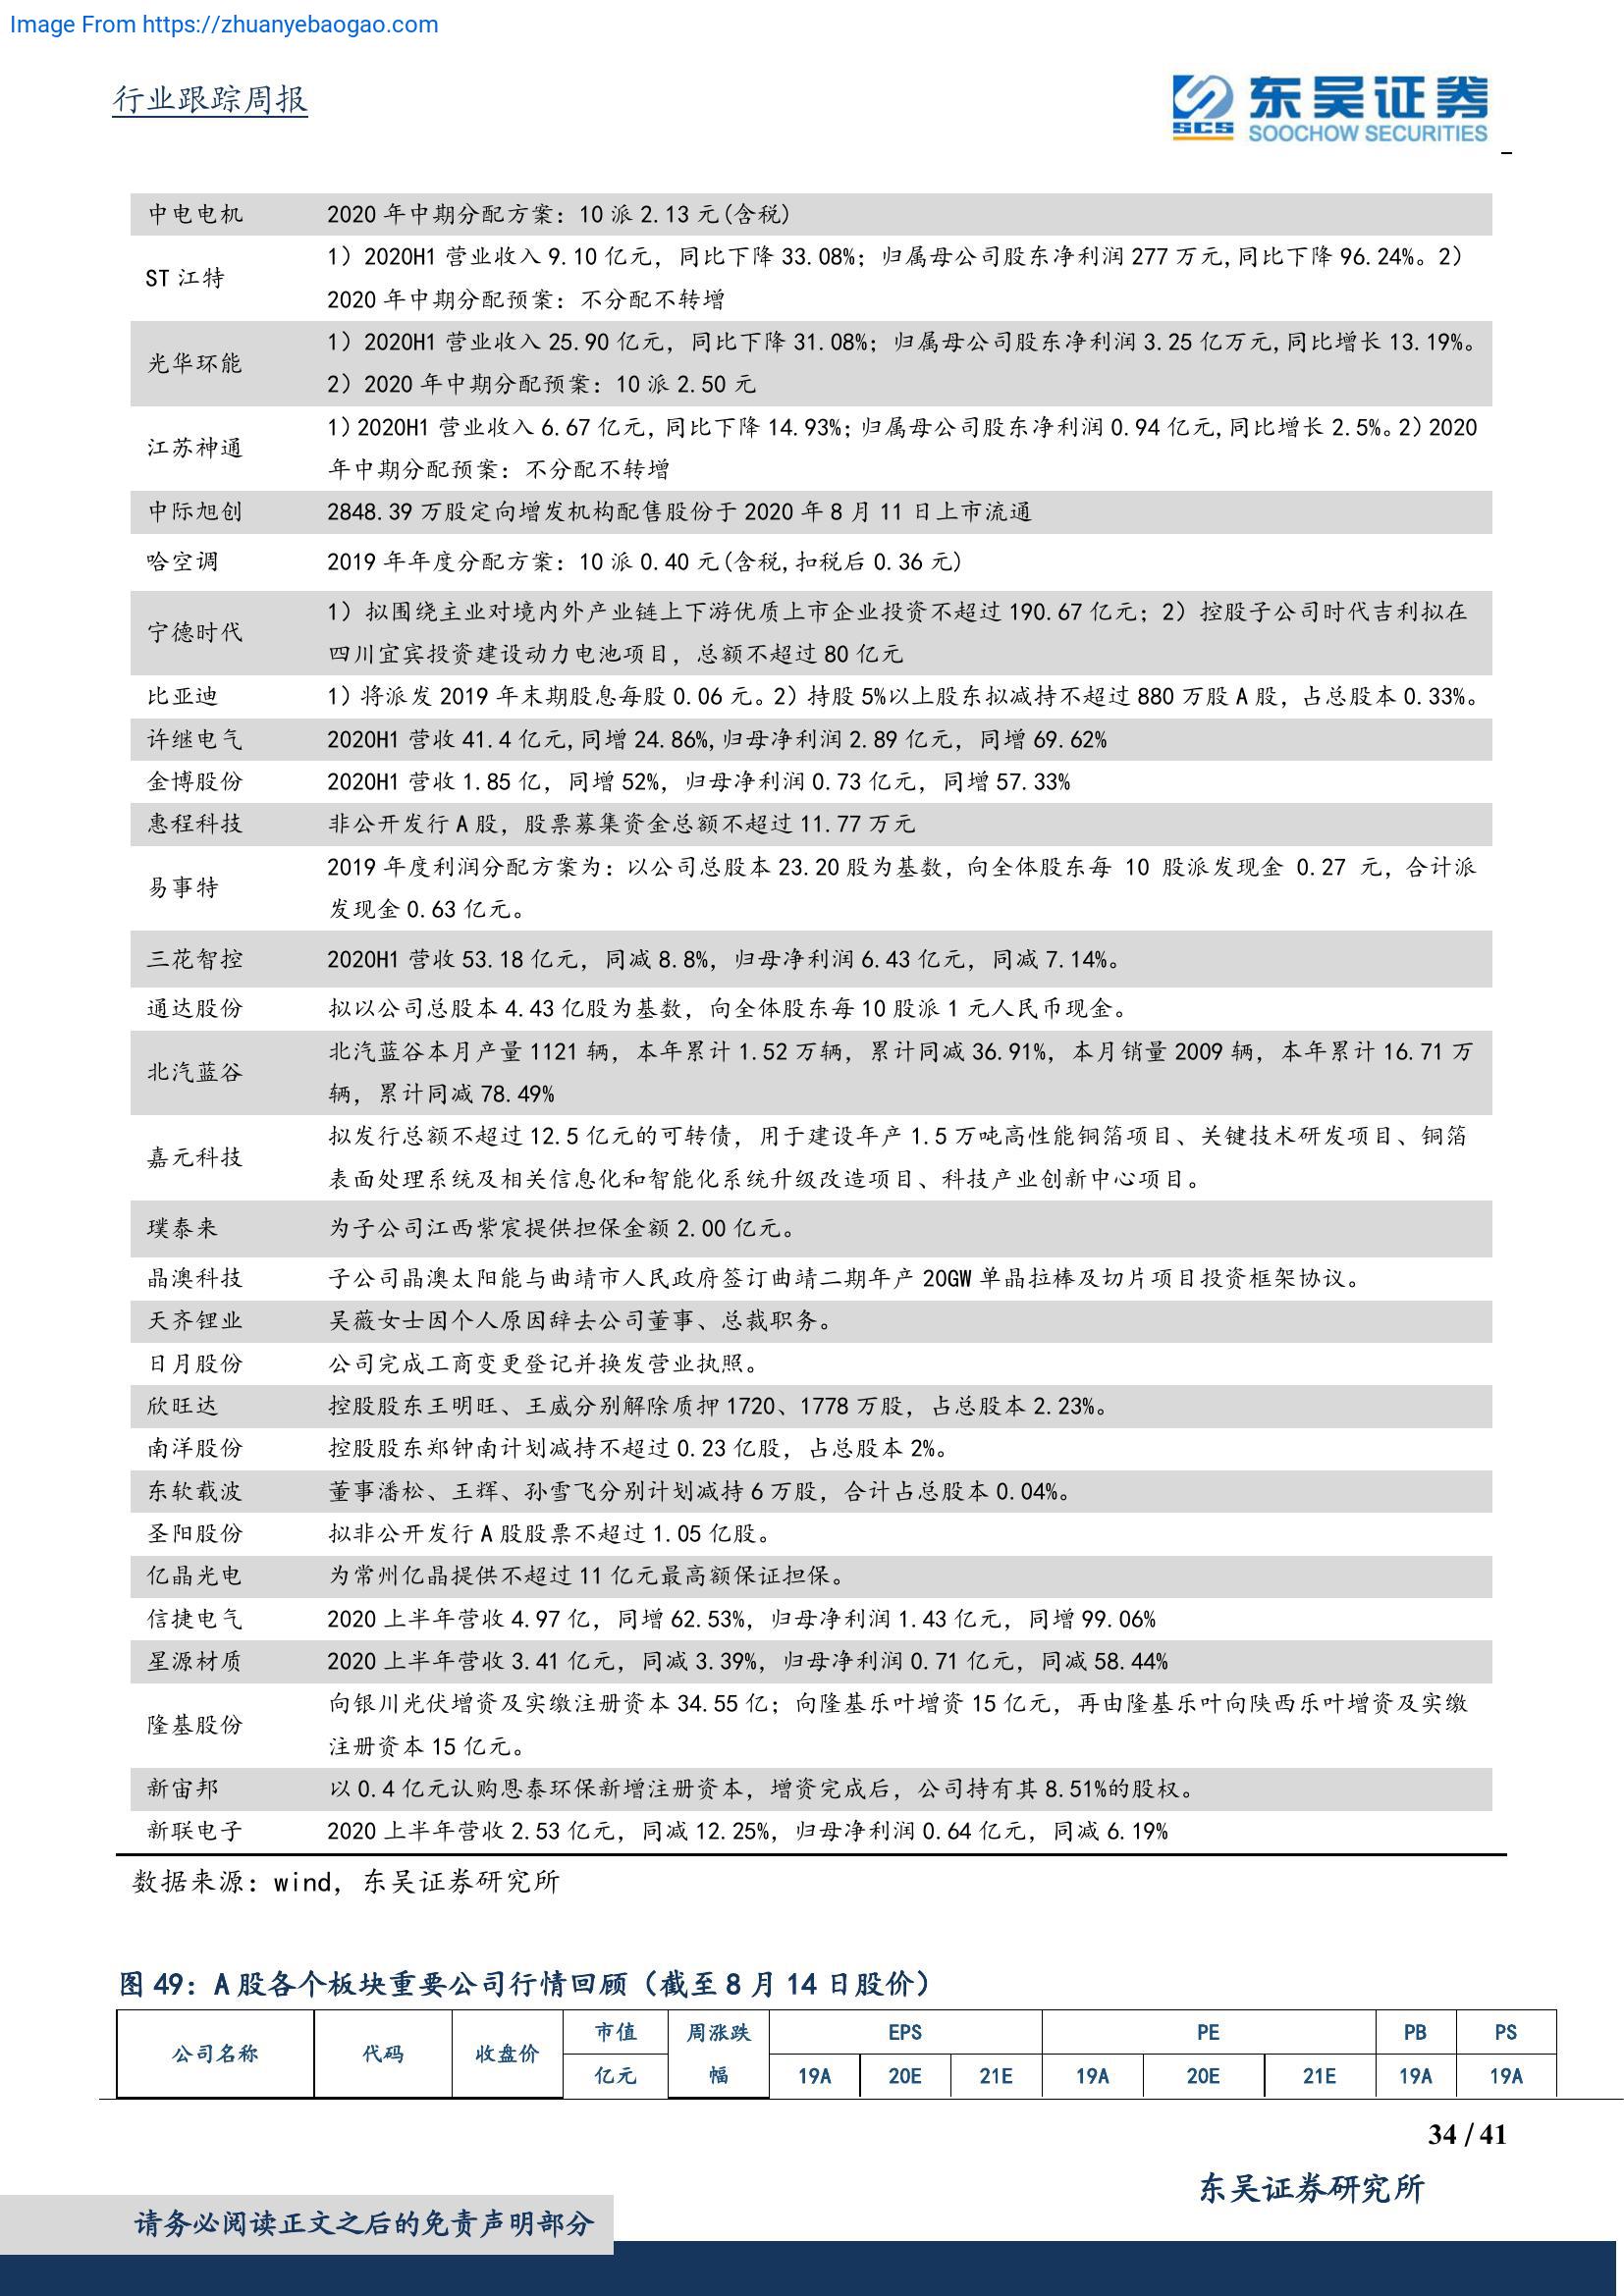 Image From https://zhuanyebaogao.com
行业跟踪周报
东吴证券
SCS
SOOCHOW SECURITIES
中电电机 2020 年中期分配方案：10 派 2.13 元(含税)
1）2020H1 营业收入 9.10 亿元，同比下降 33.08%；归属母公司股东净利润 277 万元,同比下降 96.24%。2）
ST 江特
2020 年中期分配预案：不分配不转增
1）2020H1 营业收入 25.90 亿元，同比下降 31.08%；归属母公司股东净利润 3.25 亿万元,同比增长 13.19%。
光华环能
2）2020 年中期分配预案：10 派 2.50 元
1）2020H1 营业收入 6.67 亿元，同比下降 14.93%；归属母公司股东净利润 0.94 亿元,同比增长 2.5%。2）2020
江苏神通
年中期分配预案：不分配不转增
中际旭创 2848.39 万股定向增发机构配售股份于 2020 年 8 月 11 日上市流通
哈空调 2019 年年度分配方案：10 派 0.40 元(含税,扣税后 0.36 元)
1）拟围绕主业对境内外产业链上下游优质上市企业投资不超过 190.67 亿元；2）控股子公司时代吉利拟在
宁德时代
四川宜宾投资建设动力电池项目，总额不超过 80 亿元
比亚迪 1）将派发 2019 年末期股息每股 0.06 元。2）持股 5%以上股东拟减持不超过 880 万股 A 股，占总股本 0.33%。
许继电气 2020H1 营收 41.4 亿元,同增 24.86%,归母净利润 2.89 亿元，同增 69.62%
金博股份 2020H1 营收 1.85 亿，同增 52%，归母净利润 0.73 亿元，同增 57.33%
惠程科技 非公开发行 A 股，股票募集资金总额不超过 11.77 万元
2019 年度利润分配方案为：以公司总股本 23.20 股为基数，向全体股东每 10 股派发现金 0.27 元，合计派
易事特
发现金 0.63 亿元。
三花智控 2020H1 营收 53.18 亿元，同减 8.8%，归母净利润 6.43 亿元，同减 7.14%。
通达股份 拟以公司总股本 4.43 亿股为基数，向全体股东每 10 股派 1 元人民币现金。
北汽蓝谷本月产量 1121 辆，本年累计 1.52 万辆，累计同减 36.91%，本月销量 2009 辆，本年累计 16.71 万
北汽蓝谷
辆，累计同减 78.49%
拟发行总额不超过 12.5 亿元的可转债，用于建设年产 1.5 万吨高性能铜箔项目、关键技术研发项目、铜箔
嘉元科技
表面处理系统及相关信息化和智能化系统升级改造项目、科技产业创新中心项目。
璞泰来 为子公司江西紫宸提供担保金额 2.00 亿元。
晶澳科技 子公司晶澳太阳能与曲靖市人民政府签订曲靖二期年产 20GW 单晶拉棒及切片项目投资框架协议。
天齐锂业 吴薇女士因个人原因辞去公司董事、总裁职务。
日月股份 公司完成工商变更登记并换发营业执照。
欣旺达 控股股东王明旺、王威分别解除质押 1720、1778 万股，占总股本 2.23%。
南洋股份 控股股东郑钟南计划减持不超过 0.23 亿股，占总股本 2%。
东软载波 董事潘松、王辉、孙雪飞分别计划减持 6 万股，合计占总股本 0.04%。
圣阳股份 拟非公开发行 A 股股票不超过 1.05 亿股。
亿晶光电 为常州亿晶提供不超过 11 亿元最高额保证担保。
信捷电气 2020 上半年营收 4.97 亿，同增 62.53%，归母净利润 1.43 亿元，同增 99.06%
星源材质 2020 上半年营收 3.41 亿元，同减 3.39%，归母净利润 0.71 亿元，同减 58.44%
向银川光伏增资及实缴注册资本 34.55 亿；向隆基乐叶增资 15 亿元，再由隆基乐叶向陕西乐叶增资及实缴
隆基股份
注册资本 15 亿元。
新宙邦 以 0.4 亿元认购恩泰环保新增注册资本，增资完成后，公司持有其 8.51%的股权。
新联电子 2020 上半年营收 2.53 亿元，同减 12.25%，归母净利润 0.64 亿元，同减 6.19%
数据来源：wind，东吴证券研究所
图 49：A 股各个板块重要公司行情回顾（截至 8 月 14 日股价）
公司名称 代码 收盘价 市值 周涨跌 EPS PE PB PS
亿元 幅 19A 20E 21E 19A 20E 21E 19A 19A
34 / 41
东吴证券研究所
请务必阅读正文之后的免责声明部分